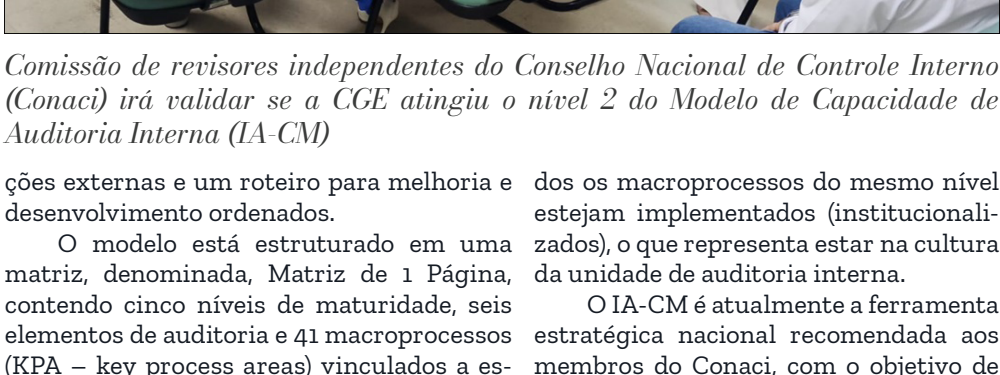 Comissão de revisores independentes do Conselho Nacional de Controle Interno
(Conaci) irá validar se a CGE atingiu o nível 2 do Modelo de Capacidade de
Auditoria Interna (IA-CM)
ções externas e um roteiro para melhoria e
desenvolvimento ordenados.
O modelo está estruturado em uma
matriz, denominada, Matriz de 1 Página,
contendo cinco níveis de maturidade, seis
elementos de auditoria e 41 macroprocessos
(KPA – key process areas) vinculados a es-
dos os macroprocessos do mesmo nível
estejam implementados (institucionali-
zados), o que representa estar na cultura
da unidade de auditoria interna.
O IA-CM é atualmente a ferramenta
estratégica nacional recomendada aos
membros do Conaci, com o objetivo de